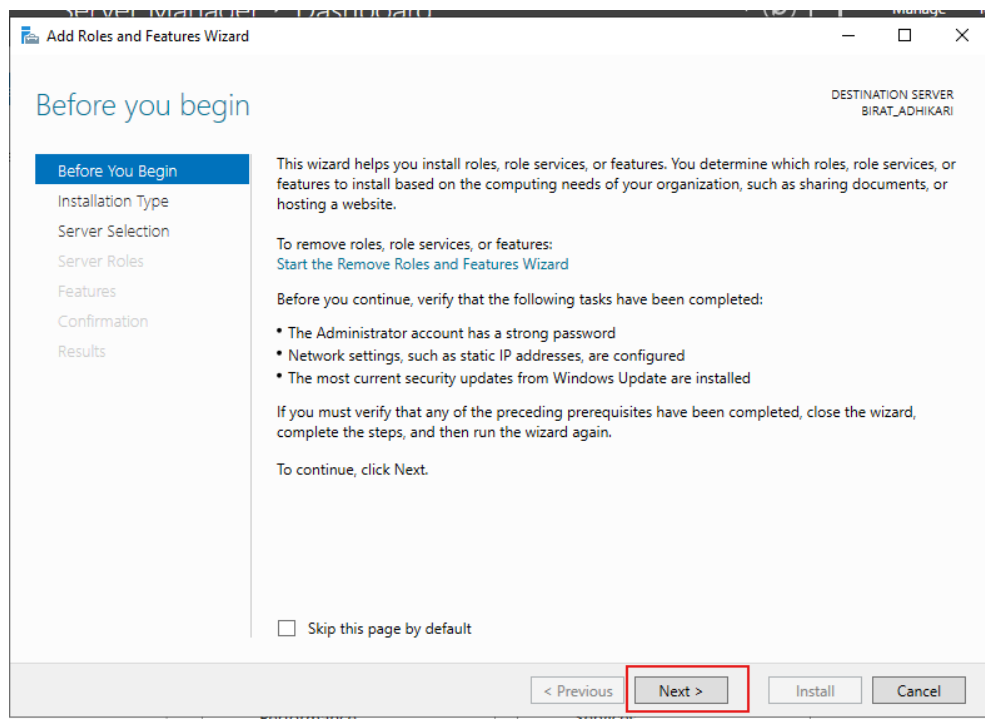 Server Manager • Dashboard
Manage
Add Roles and Features Wizard
Before you begin
DESTINATION SERVER
BIRAT_ADHIKARI
Before You Begin
Installation Type
Server Selection
Server Roles
Features
Confirmation
Results
This wizard helps you install roles, role services, or features. You determine which roles, role services, or
features to install based on the computing needs of your organization, such as sharing documents, or
hosting a website.
To remove roles, role services, or features:
Start the Remove Roles and Features Wizard
Before you continue, verify that the following tasks have been completed:
• The Administrator account has a strong password
• Network settings, such as static IP addresses, are configured
• The most current security updates from Windows Update are installed
If you must verify that any of the preceding prerequisites have been completed, close the wizard,
complete the steps, and then run the wizard again.
To continue, click Next.
Skip this page by default
< Previous
Next >
Install
Cancel
Performance